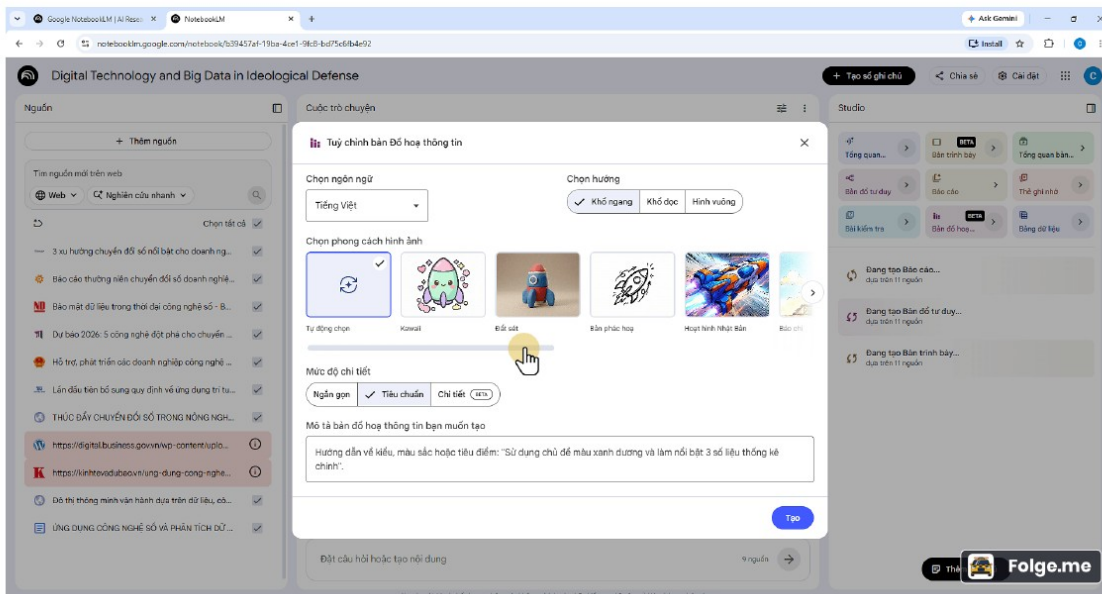 Google NotebookLM | AI Resea
NotebookLM
Ask Gemini
notebooklm.google.com/notebook/b39457af-19ba-4ce1-9fc8-bd75c6fb4e92
Install
Digital Technology and Big Data in Ideological Defense
+ Tạo sổ ghi chú
Chia sẻ
Cài đặt
C
Nguồn
Cuộc trò chuyện
Studio
+ Thêm nguồn
Tìm nguồn mới trên web
Web
Nghiên cứu nhanh
Chọn tất cả
3 xu hướng chuyển đổi số nổi bật cho doanh ng...
Báo cáo thường niên chuyển đổi số doanh nghiệ...
Bảo mật dữ liệu trong thời đại công nghệ số - B...
Dự báo 2026: 5 công nghệ đột phá cho chuyển ...
Hỗ trợ, phát triển các doanh nghiệp công nghệ ...
Lần đầu tiên bổ sung quy định về ứng dụng trí tu...
THÚC ĐẨY CHUYỂN ĐỔI SỐ TRONG NÔNG NGH...
https://digital.business.gov.vn/wp-content/uplo...
https://kinhtevadubao.vn/ung-dung-cong-nghe...
Đô thị thông minh vận hành dựa trên dữ liệu, cô...
ỨNG DỤNG CÔNG NGHỆ SỐ VÀ PHÂN TÍCH DỮ ...
Tuỳ chỉnh bản Đồ hoạ thông tin
Chọn ngôn ngữ
Chọn hướng
Tiếng Việt
Khổ ngang
Khổ dọc
Hình vuông
Chọn phong cách hình ảnh
Tự động chọn
Kawaii
Đất sét
Bản phác hoạ
Hoạt hình Nhật Bản
Báo chí
Mức độ chi tiết
Ngắn gọn
Tiêu chuẩn
Chi tiết BETA
Mô tả bản đồ hoạ thông tin bạn muốn tạo
Hướng dẫn về kiểu, màu sắc hoặc tiêu điểm: "Sử dụng chủ đề màu xanh dương và làm nổi bật 3 số liệu thống kê
chính".
Tạo
Đặt câu hỏi hoặc tạo nội dung
9 nguồn
Tổng quan...
BETA
Bản trình bày
Tổng quan bằn...
Bản đồ tư duy
Báo cáo
Thẻ ghi nhớ
Bài kiểm tra
BETA
Bản đồ hoạ...
Bảng dữ liệu
Đang tạo Báo cáo...
dựa trên 11 nguồn
Đang tạo Bản đồ tư duy...
dựa trên 11 nguồn
Đang tạo Bản trình bày...
dựa trên 11 nguồn
Folge.me